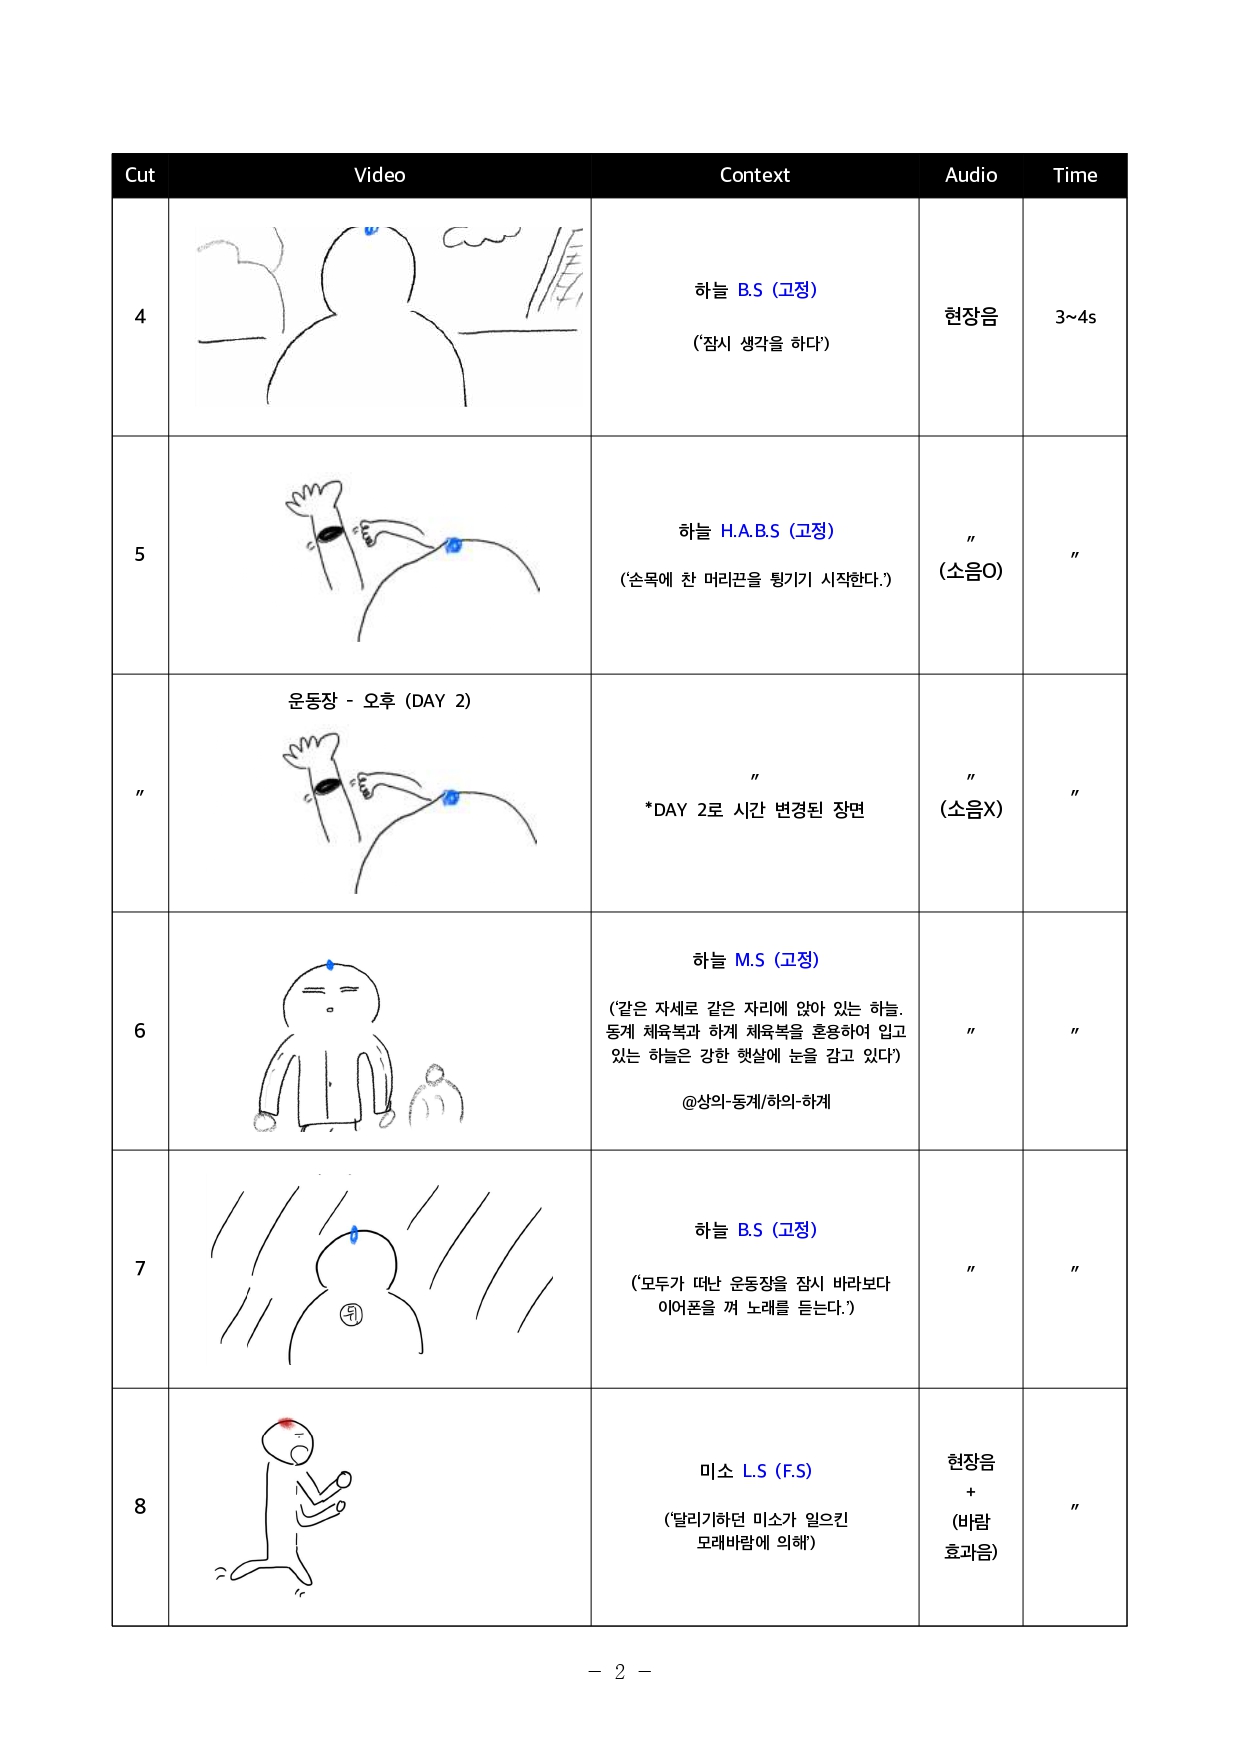 Cut Video Context Audio Time
4 하늘 B.S (고정) 현장음 3~4s
(‘잠시 생각을 하다’)
5 하늘 H.A.B.S (고정) 〃 〃
(‘손목에 찬 머리끈을 튕기기 시작한다.’) (소음O)
운동장 - 오후 (DAY 2)
〃 〃 〃 〃
*DAY 2로 시간 변경된 장면 (소음X)
6 하늘 M.S (고정) 〃 〃
(‘같은 자세로 같은 자리에 앉아 있는 하늘.
동계 체육복과 하계 체육복을 혼용하여 입고
있는 하늘은 강한 햇살에 눈을 감고 있다’)
@상의-동계/하의-하계
뒤
7 하늘 B.S (고정) 〃 〃
(‘모두가 떠난 운동장을 잠시 바라보다
이어폰을 껴 노래를 듣는다.’)
8 미소 L.S (F.S) 현장음 〃
+
(‘달리기하던 미소가 일으킨 (바람
모래바람에 의해’) 효과음)
- 2 -